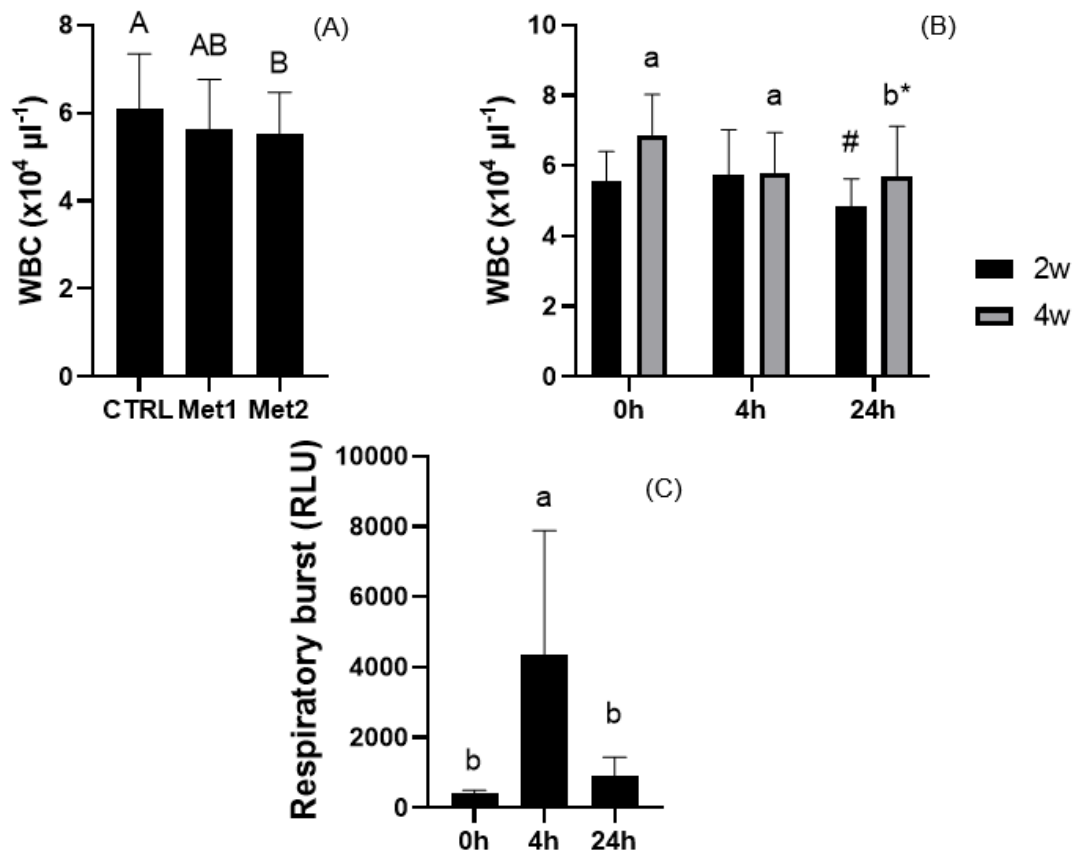 (A)
WBC (x10⁴ µl⁻¹)
8
6
4
2
0
A
AB
B
CTRL Met1 Met2
(B)
WBC (x10⁴ µl⁻¹)
10
8
6
4
2
0
a
a
#
b*
0h 4h 24h
2w
4w
(C)
Respiratory burst (RLU)
10000
8000
6000
4000
2000
0
b
a
b
0h 4h 24h